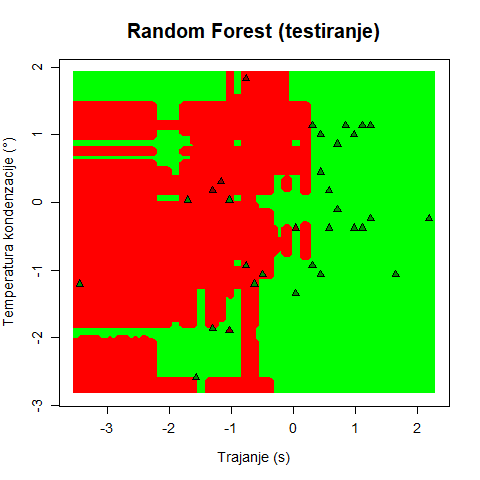 Random Forest (testiranje)
Temperatura kondenzacije (°)
2
1
0
-1
-2
-3
-3 -2 -1 0 1 2
Trajanje (s)